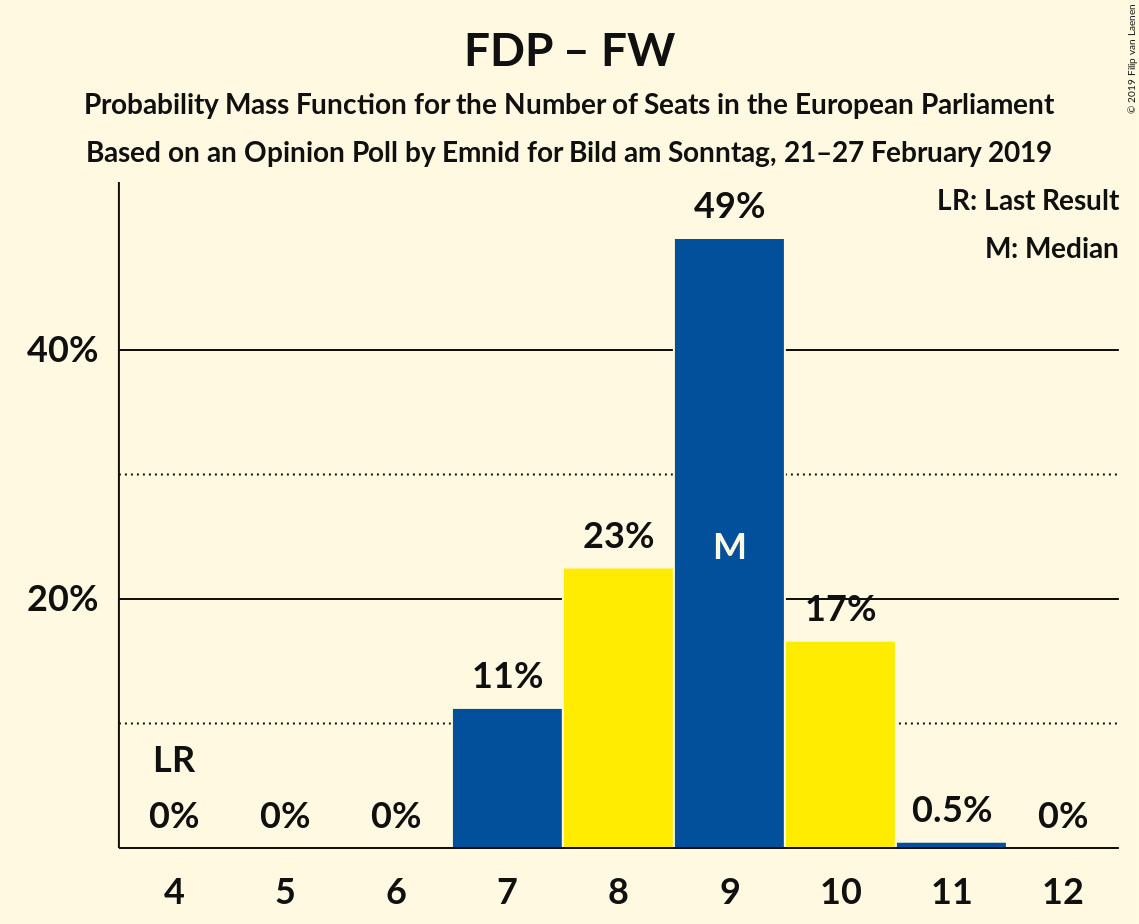 FDP – FW
Probability Mass Function for the Number of Seats in the European Parliament
Based on an Opinion Poll by Emnid for Bild am Sonntag, 21–27 February 2019
© 2019 Filip van Laenen
LR: Last Result
M: Median
49%
40%
23%
M
20%
17%
11%
LR
0%
0%
0%
0.5%
0%
4 5 6 7 8 9 10 11 12